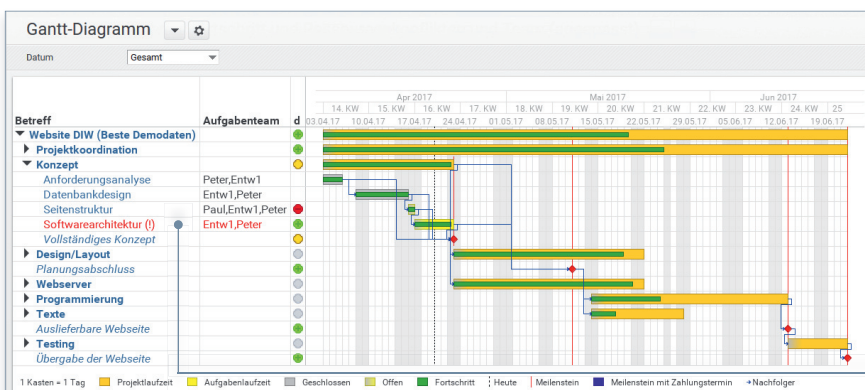 Gantt-Diagramm
Datum Gesamt
Apr 2017 Mai 2017 Jun 2017
14. KW 15. KW 16. KW 17. KW 18. KW 19. KW 20. KW 21. KW 22. KW 23. KW 24. KW 25
Betreff Aufgabenteam d 03.04.17 10.04.17 17.04.17 24.04.17 01.05.17 08.05.17 15.05.17 22.05.17 29.05.17 05.06.17 12.06.17 19.06.17
Website DIW (Beste Demodaten)
Projektkoordination
Konzept
Anforderungsanalyse Peter,Entw1
Datenbankdesign Entw1,Peter
Seitenstruktur Paul,Entw1,Peter
Softwarearchitektur (!) Entw1,Peter
Vollständiges Konzept
Design/Layout
Planungsabschluss
Webserver
Programmierung
Texte
Auslieferbare Webseite
Testing
Übergabe der Webseite
1 Kasten = 1 Tag Projektlaufzeit Aufgabenlaufzeit Geschlossen Offen Fortschritt Heute Meilenstein Meilenstein mit Zahlungstermin Nachfolger